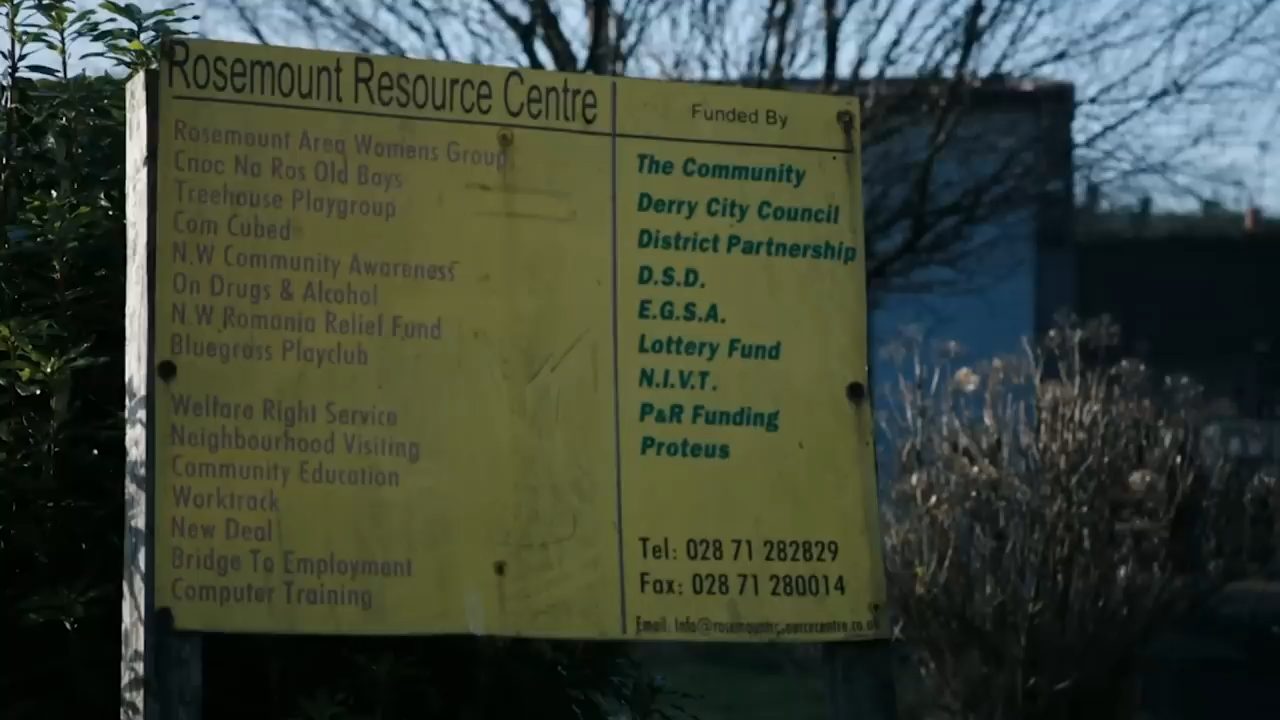 Rosemount Resource Centre
Rosemount Area Womens Group
Cnoc Na Ros Old Boys
Treehouse Playgroup
Com Cubed
N.W Community Awareness
On Drugs & Alcohol
N.W Romania Relief Fund
Bluegrass Playclub
Welfare Right Service
Neighbourhood Visiting
Community Education
Worktrack
New Deal
Bridge To Employment
Computer Training
Funded By
The Community
Derry City Council
District Partnership
D.S.D.
E.G.S.A.
Lottery Fund
N.I.V.T.
P&R Funding
Proteus
Tel: 028 71 282829
Fax: 028 71 280014
Email: